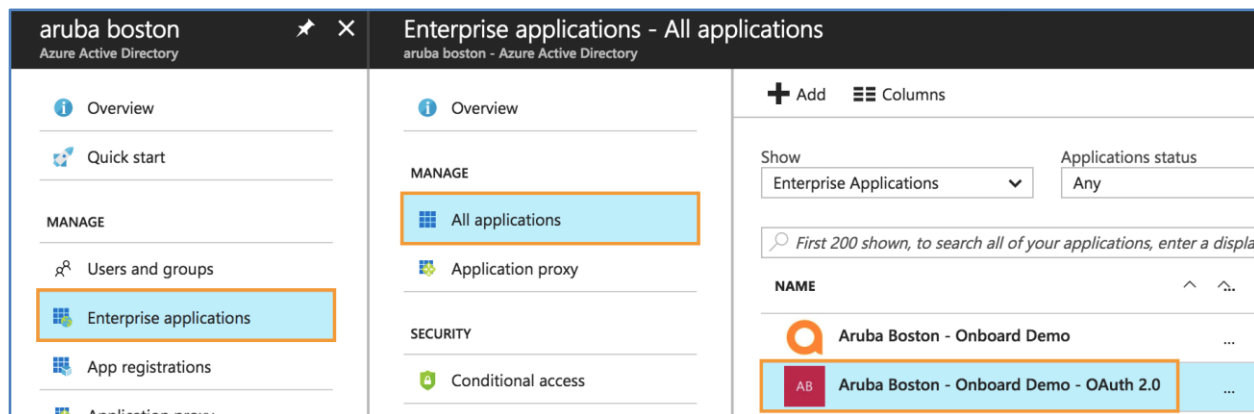 aruba boston
Azure Active Directory
Overview
Quick start
MANAGE
Users and groups
Enterprise applications
App registrations
Application proxy
Enterprise applications - All applications
aruba boston - Azure Active Directory
Overview
MANAGE
All applications
Application proxy
SECURITY
Conditional access
Add Columns
Show Applications status
Enterprise Applications Any
First 200 shown, to search all of your applications, enter a displa
NAME
Aruba Boston - Onboard Demo ...
AB Aruba Boston - Onboard Demo - OAuth 2.0 ...